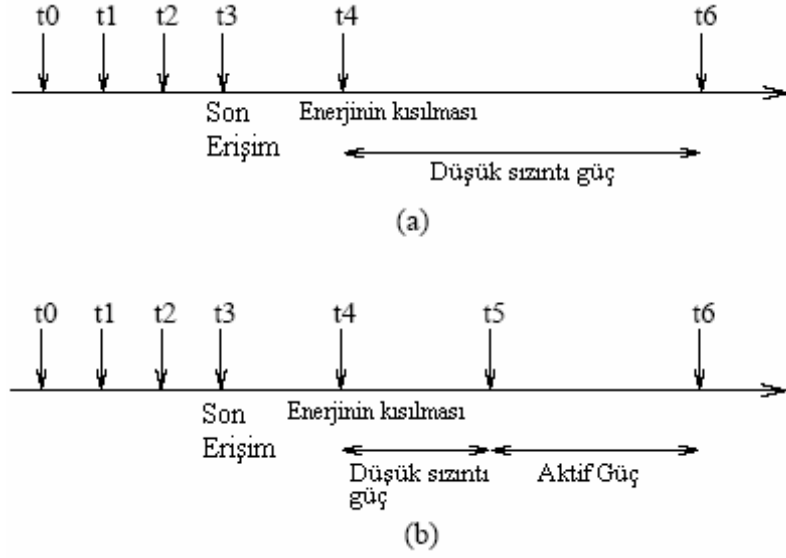 t0 t1 t2 t3 t4 t6
Son Erişim
Enerjinin kısılması
Düşük sızıntı güç
(a)
t0 t1 t2 t3 t4 t5 t6
Son Erişim
Enerjinin kısılması
Düşük sızıntı güç
Aktif Güç
(b)